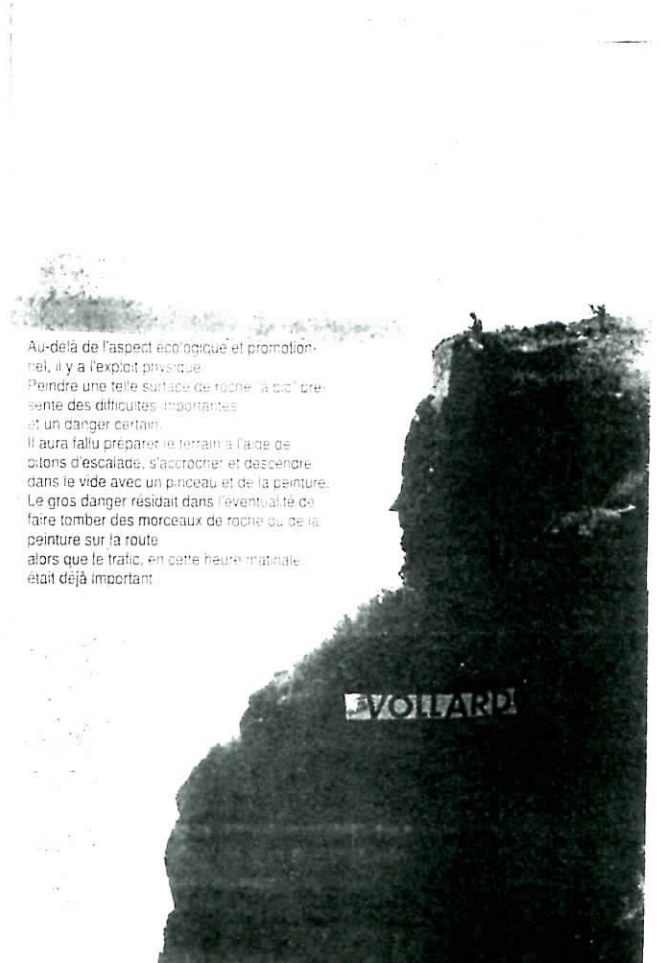 Au-delà de l'aspect écologique et promotion-
nel, il y a l'exploit physique.
Peindre une telle surface de roche "à pic" pré-
sente des difficultés importantes
et un danger certain.
Il aura fallu préparer le terrain à l'aide de
pitons d'escalade, s'accrocher et descendre
dans le vide avec un pinceau et de la peinture.
Le gros danger résidait dans l'éventualité de
faire tomber des morceaux de roche ou de la
peinture sur la route
alors que le trafic, en cette heure matinale,
était déjà important
VOLLARD